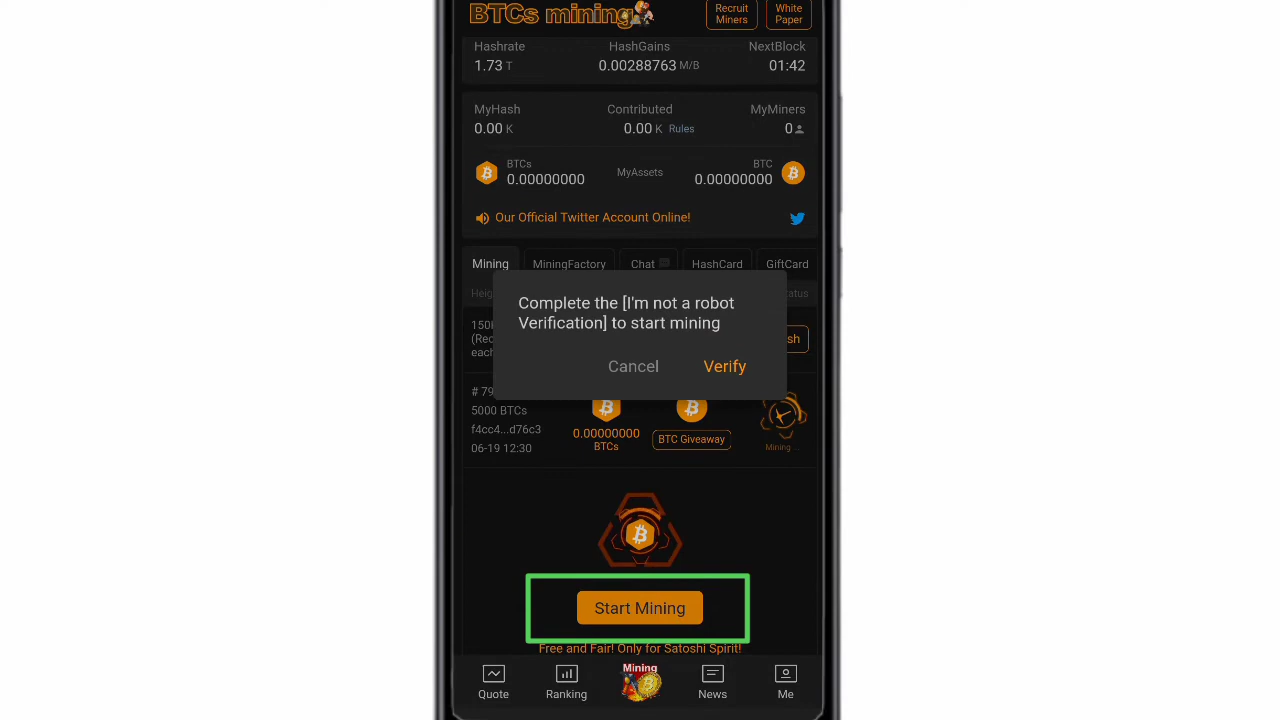 BTCs mining
Recruit
Miners
White
Paper
Hashrate
HashGains
NextBlock
1.73 T
0.00288763 M/B
01:42
MyHash
Contributed
MyMiners
0.00 K
0.00 K Rules
0
BTCs
0.00000000
MyAssets
BTC
0.00000000
Our Official Twitter Account Online!
Mining
MiningFactory
Chat
HashCard
GiftCard
Heig
atus
Complete the [I'm not a robot
Verification] to start mining
Cancel
Verify
150
(Rec
each
sh
# 79
5000 BTCs
f4cc4...d76c3
06-19 12:30
0.00000000
BTCs
BTC Giveaway
Mining ...
Start Mining
Free and Fair! Only for Satoshi Spirit!
Quote
Ranking
Mining
News
Me